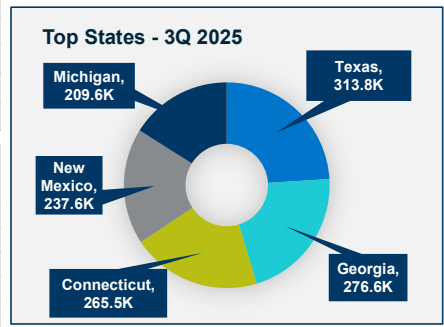 Top States - 3Q 2025
Michigan,
209.6K
Texas,
313.8K
New
Mexico,
237.6K
Connecticut,
265.5K
Georgia,
276.6K